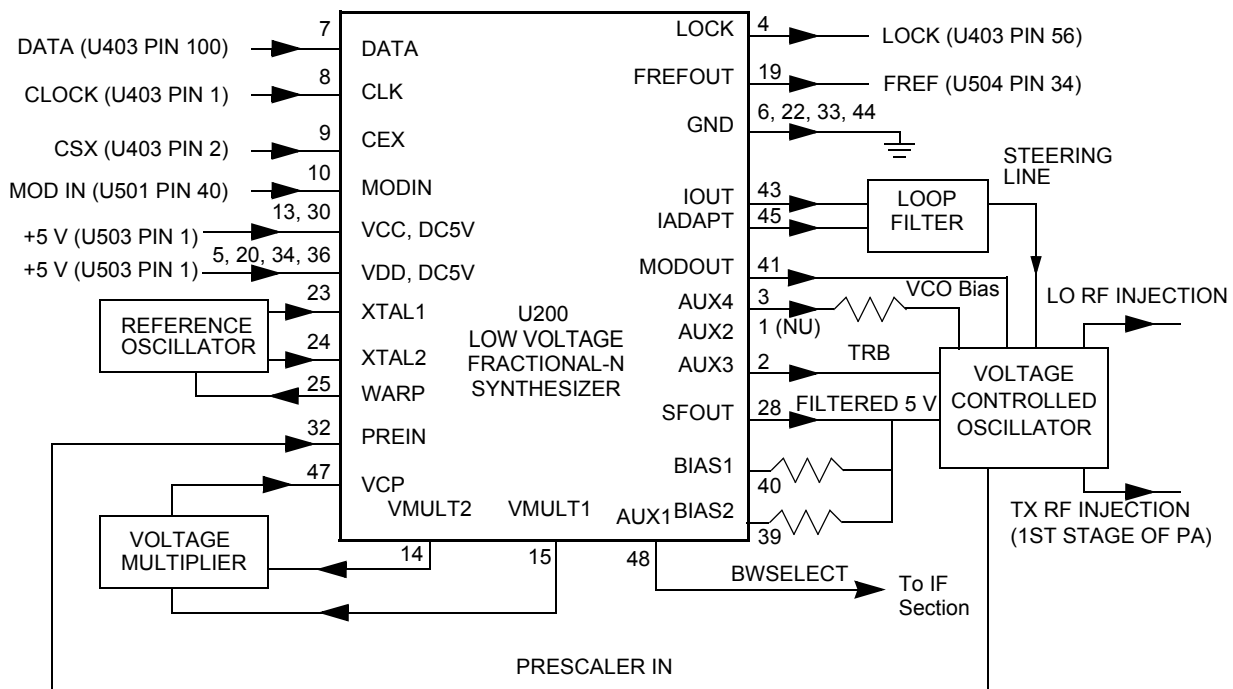 DATA (U403 PIN 100)
7
DATA
CLOCK (U403 PIN 1)
8
CLK
CSX (U403 PIN 2)
9
CEX
MOD IN (U501 PIN 40)
10
MODIN
+5 V (U503 PIN 1)
13, 30
VCC, DC5V
+5 V (U503 PIN 1)
5, 20, 34, 36
VDD, DC5V
REFERENCE
OSCILLATOR
23
XTAL1
24
XTAL2
25
WARP
32
PREIN
47
VCP
VOLTAGE
MULTIPLIER
VMULT2
14
VMULT1
15
AUX1
48
BWSELECT
To IF
Section
U200
LOW VOLTAGE
FRACTIONAL-N
SYNTHESIZER
LOCK
4
LOCK (U403 PIN 56)
FREFOUT
19
FREF (U504 PIN 34)
GND
6, 22, 33, 44
IOUT
43
IADAPT
45
LOOP
FILTER
STEERING
LINE
MODOUT
41
AUX4
3
VCO Bias
AUX2
1 (NU)
AUX3
2
TRB
SFOUT
28
FILTERED 5 V
BIAS1
40
BIAS2
39
VOLTAGE
CONTROLLED
OSCILLATOR
LO RF INJECTION
TX RF INJECTION
(1ST STAGE OF PA)
PRESCALER IN